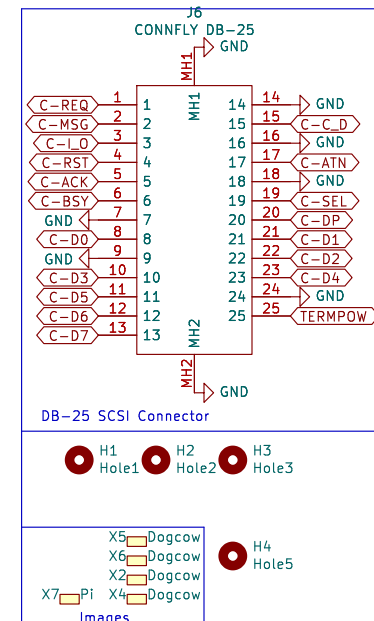 J6
CONNFLY DB-25
GND
MH1
MH1
C-REQ 1 1 14 14 GND
C-MSG 2 2 15 15 C-C_D
C-I_O 3 3 16 16 GND
C-RST 4 4 17 17 C-ATN
C-ACK 5 5 18 18 GND
C-BSY 6 6 19 19 C-SEL
GND 7 7 20 20 C-DP
C-D0 8 8 21 21 C-D1
GND 9 9 22 22 C-D2
C-D3 10 10 23 23 C-D4
C-D5 11 11 24 24 GND
C-D6 12 12 25 25 TERMPOW
C-D7 13 13
MH2
MH2
GND
DB-25 SCSI Connector
H1 H2 H3
Hole1 Hole2 Hole3
X5 Dogcow
X6 Dogcow
H4
Hole5
X2 Dogcow
X7 Pi X4 Dogcow
Images